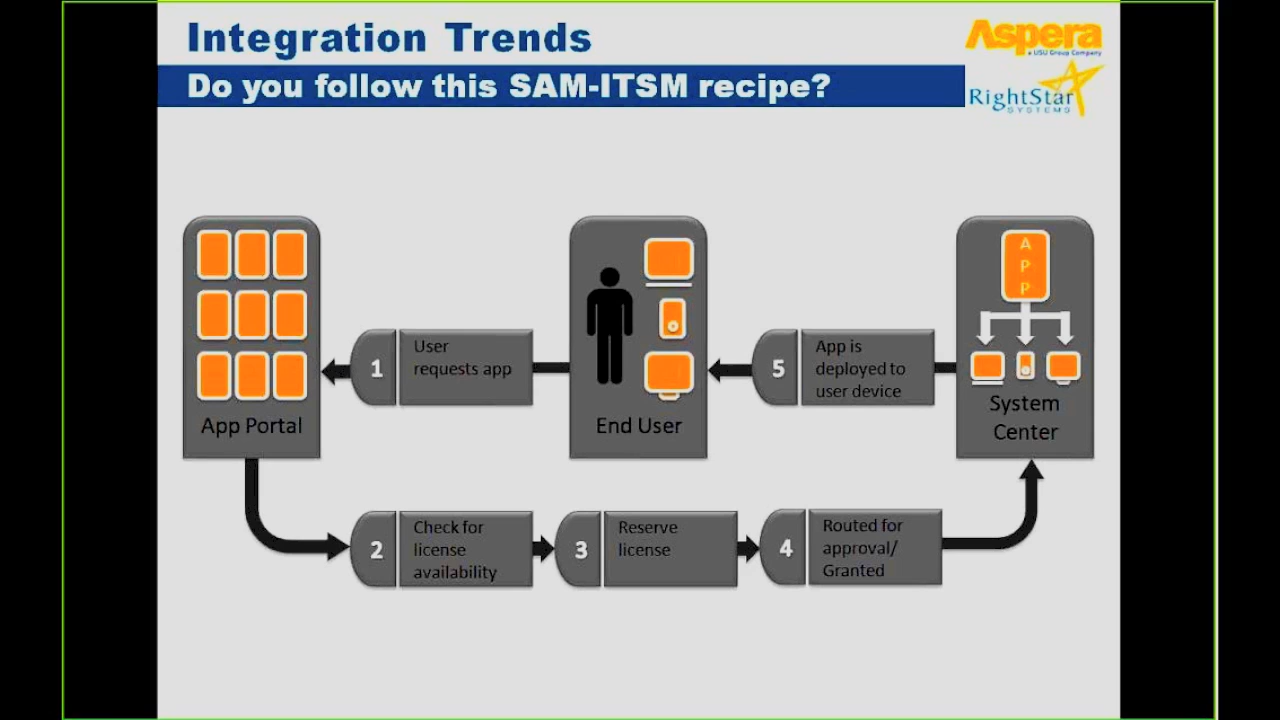 Integration Trends
Do you follow this SAM-ITSM recipe?
Aspera
a USU Group Company
RightStar
SYSTEMS
App Portal
1
User
requests app
End User
5
App is
deployed to
user device
A
P
P
System
Center
2
Check for
license
availability
3
Reserve
license
4
Routed for
approval/
Granted